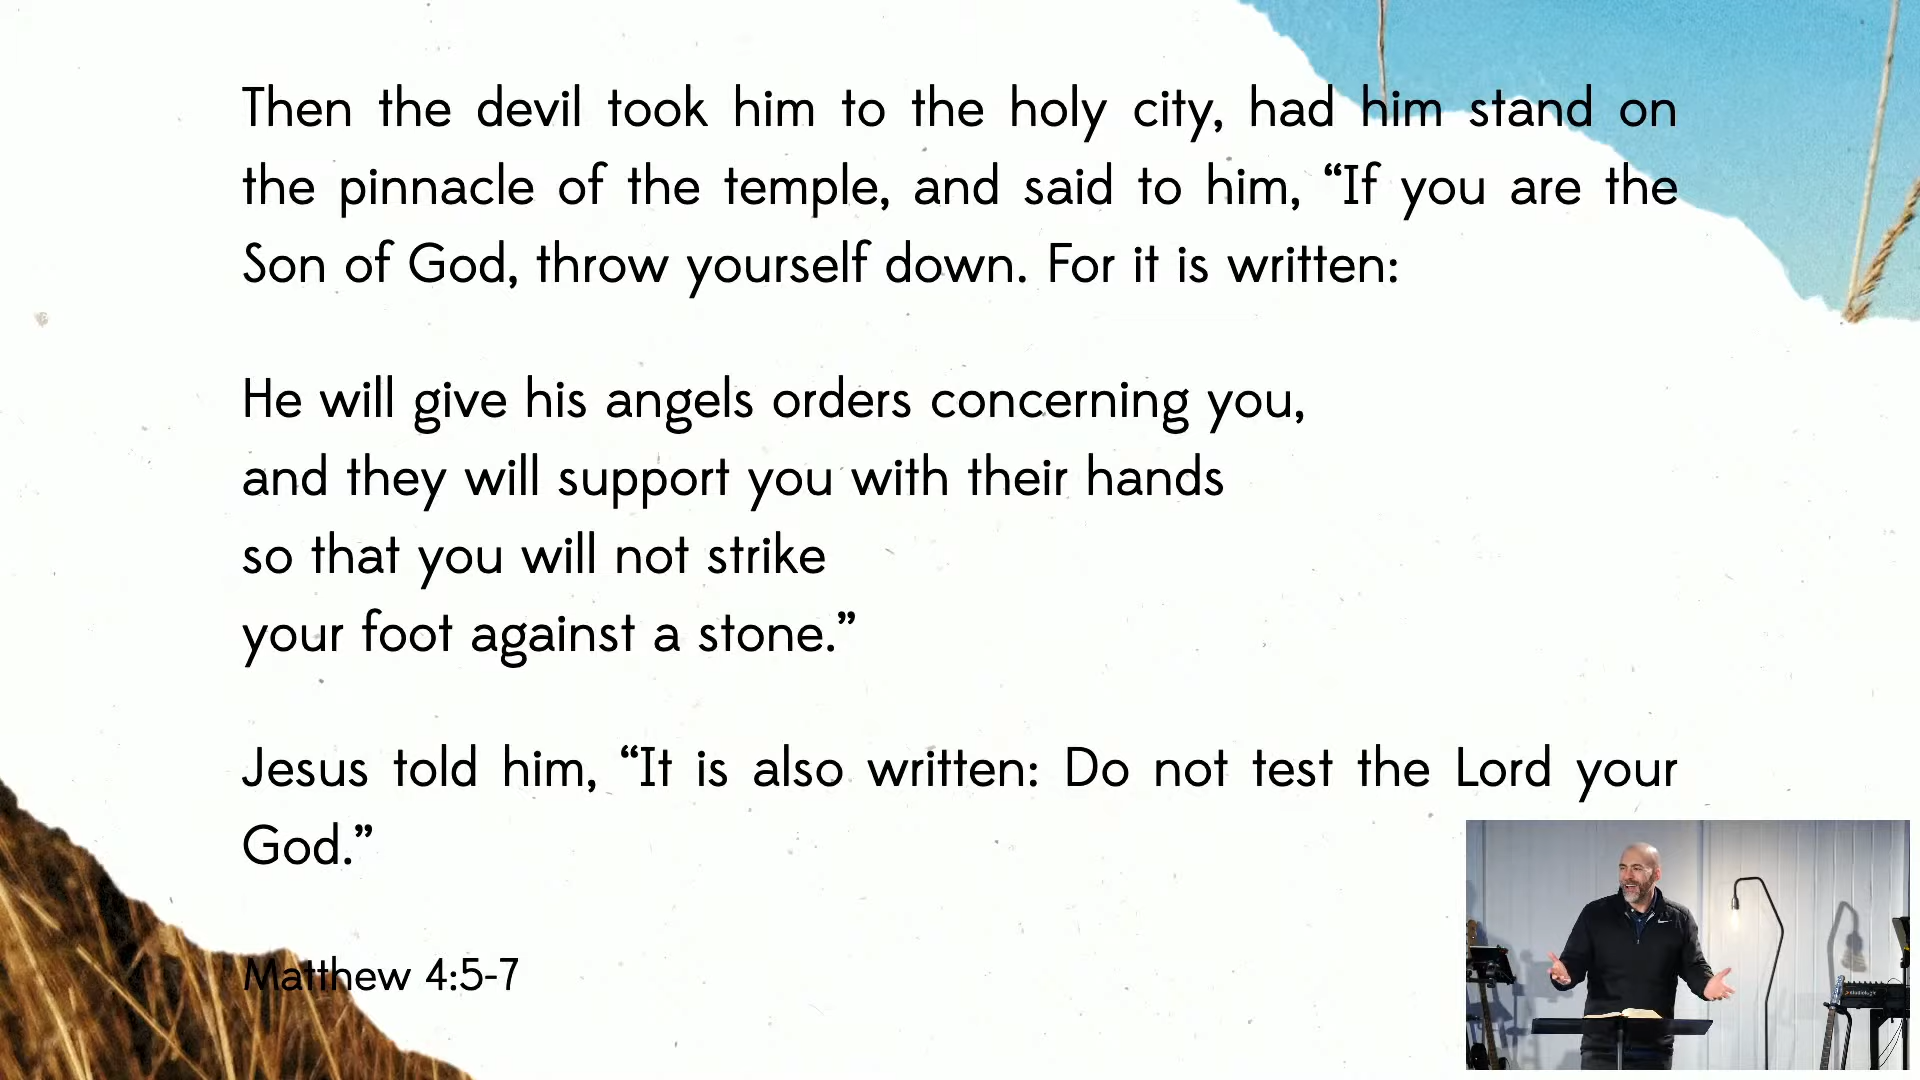 Then the devil took him to the holy city, had him stand on
the pinnacle of the temple, and said to him, “If you are the
Son of God, throw yourself down. For it is written:
He will give his angels orders concerning you,
and they will support you with their hands
so that you will not strike
your foot against a stone.”
Jesus told him, “It is also written: Do not test the Lord your
God.”
Matthew 4:5-7